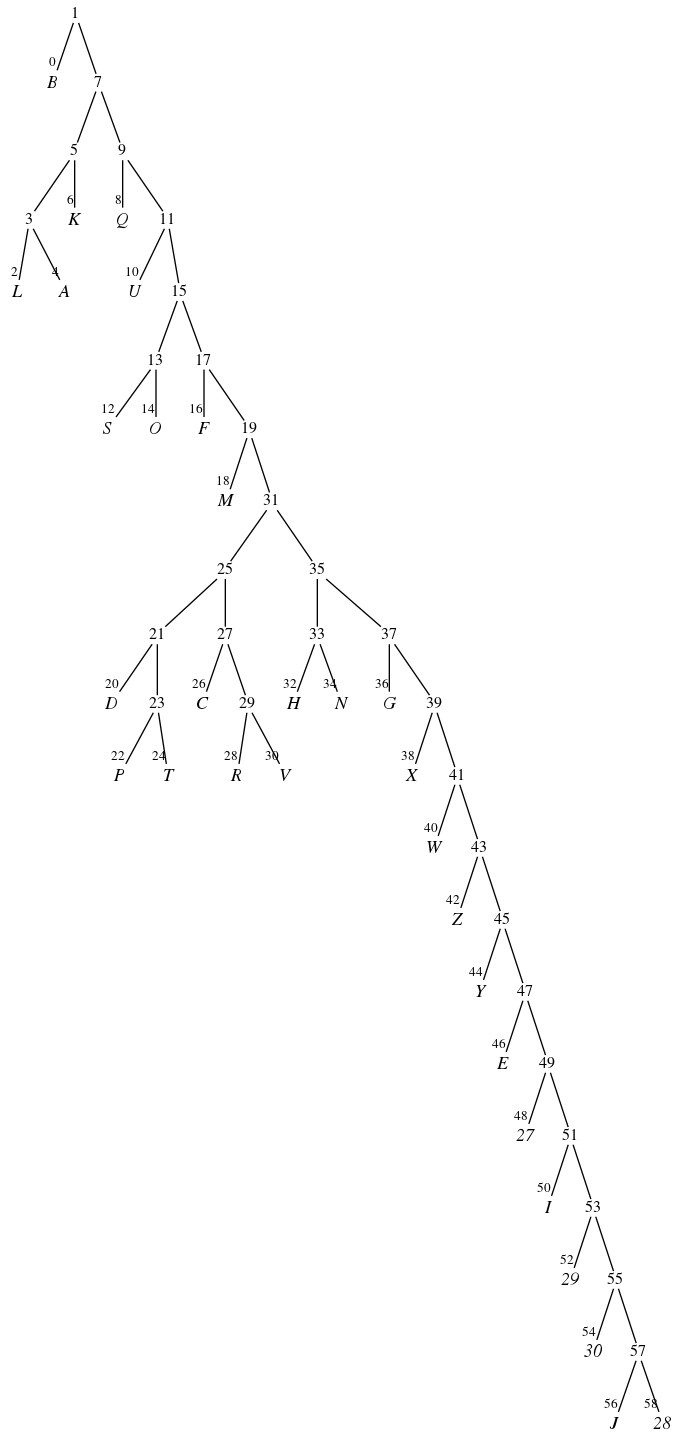 1
0
B 7
5 9
6 8
3 K Q 11
2 4 10
L A U 15
13 17
12 14 16
S O F 19
18
M 31
25 35
21 27 33 37
20 26 32 34 36
D 23 C 29 H N G 39
22 24 28 30 38
P T R V X 41
40
W 43
42
Z 45
44
Y 47
46
E 49
48
27 51
50
I 53
52
29 55
54
30 57
56 58
J 28